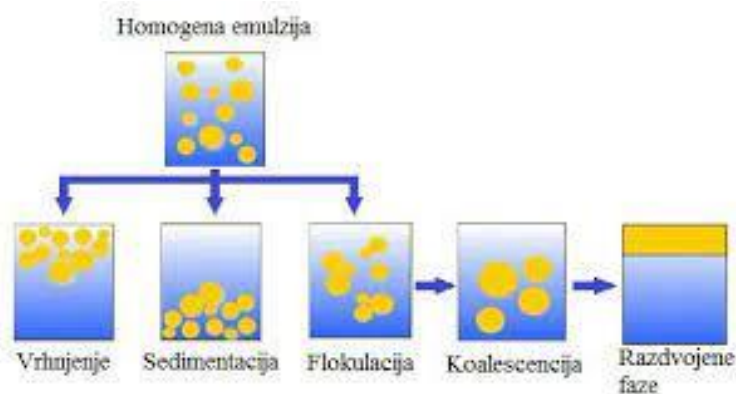 Homogena emulzija
Vrhnjenje
Sedimentacija
Flokulacija
Koalescencija
Razdvojene
faze